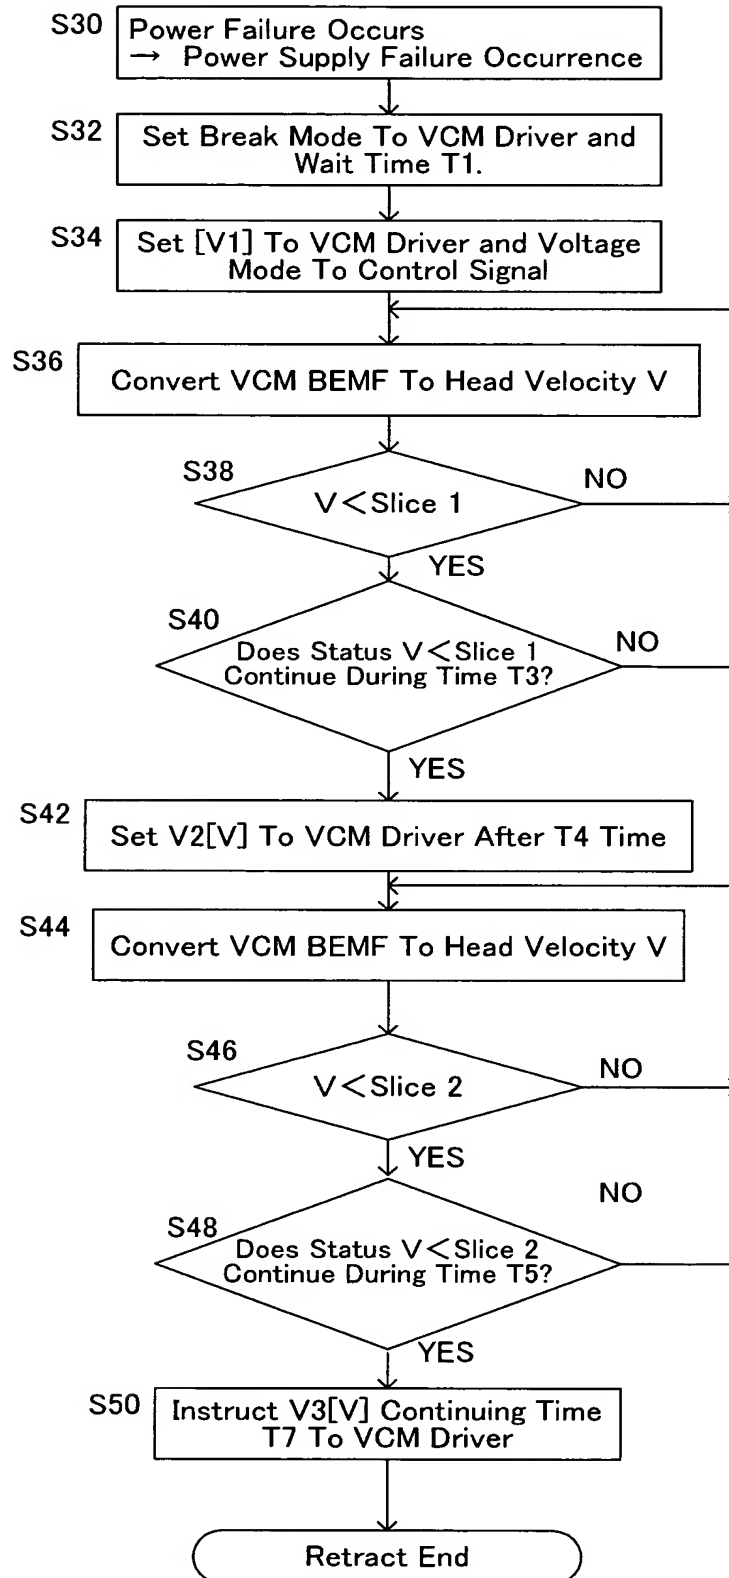 S30
Power Failure Occurs
→ Power Supply Failure Occurrence
S32
Set Break Mode To VCM Driver and
Wait Time T1.
S34
Set [V1] To VCM Driver and Voltage
Mode To Control Signal
S36
Convert VCM BEMF To Head Velocity V
S38
V<Slice 1
NO
YES
S40
Does Status V<Slice 1
Continue During Time T3?
NO
YES
S42
Set V2[V] To VCM Driver After T4 Time
S44
Convert VCM BEMF To Head Velocity V
S46
V<Slice 2
NO
YES
S48
Does Status V<Slice 2
Continue During Time T5?
NO
YES
S50
Instruct V3[V] Continuing Time
T7 To VCM Driver
Retract End